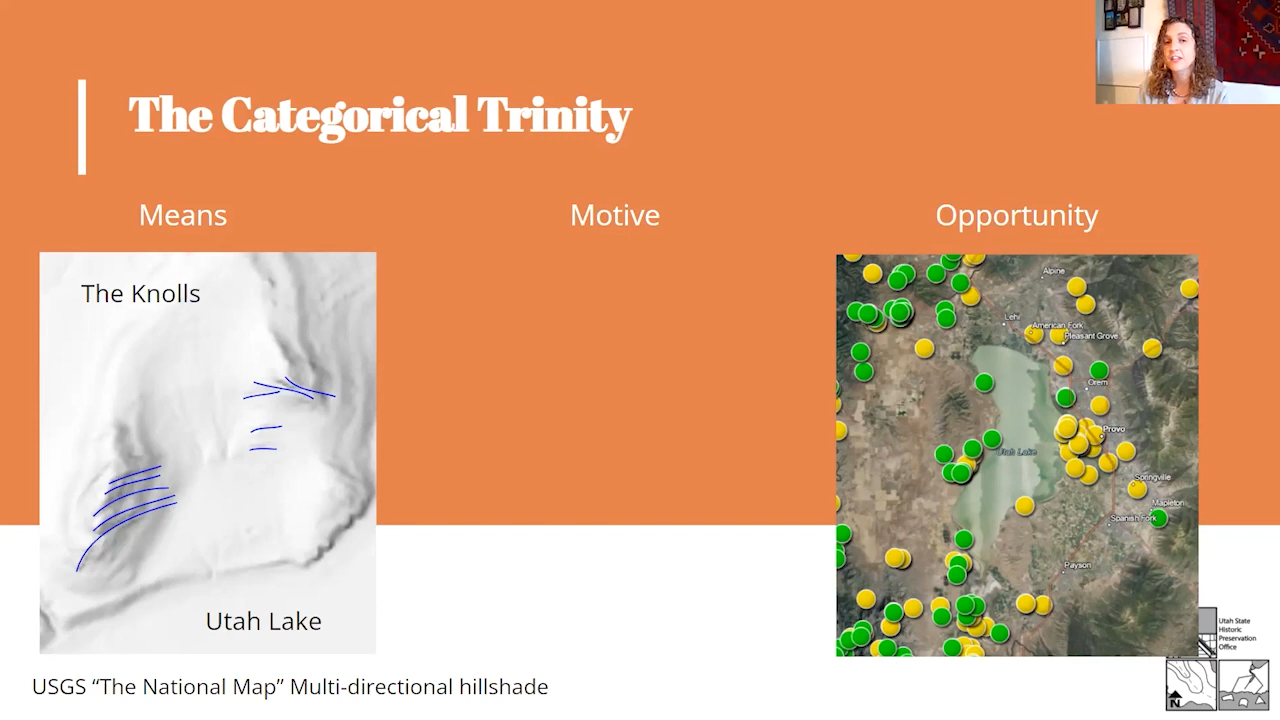 The Categorical Trinity
Means
Motive
Opportunity
The Knolls
Utah Lake
USGS “The National Map” Multi-directional hillshade
Alpine
Lehi
American Fork
Pleasant Grove
Orem
Provo
Utah Lake
Springville
Mapleton
Spanish Fork
Payson
Utah State
Historic
Preservation
Office
N